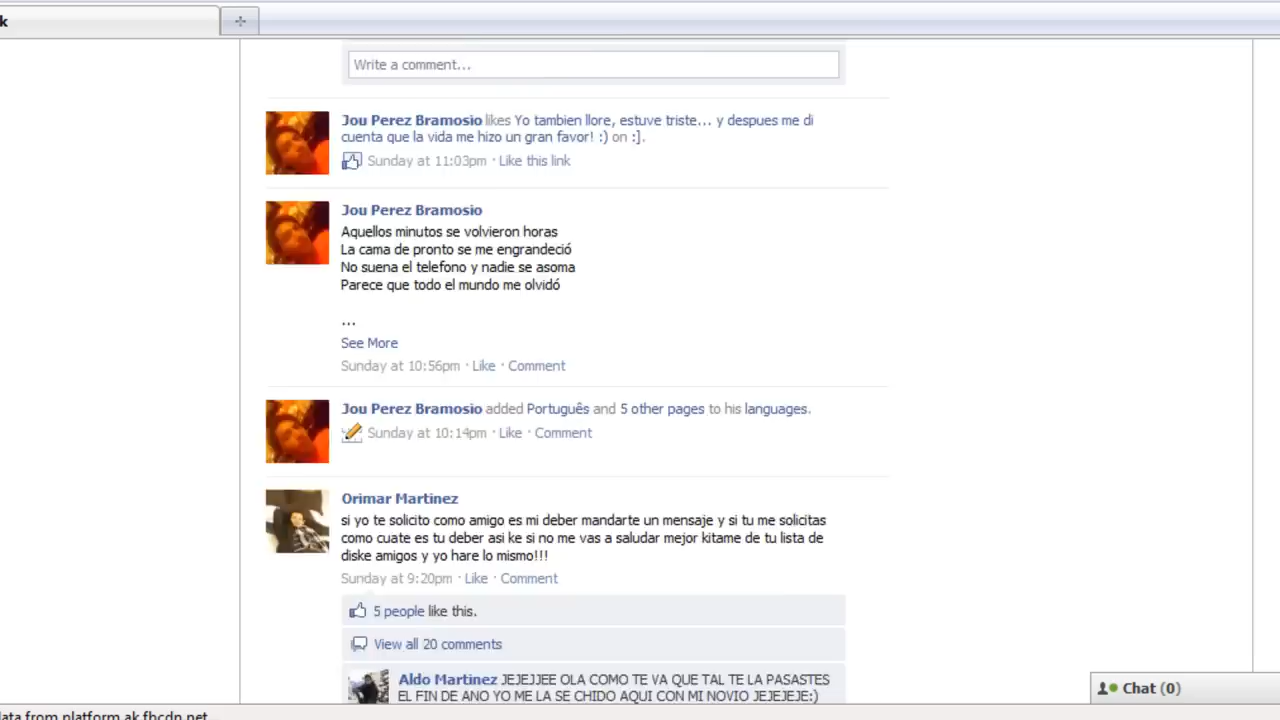 k
Write a comment...
Jou Perez Bramosio likes Yo tambien llore, estuve triste... y despues me di
cuenta que la vida me hizo un gran favor! :) on :].
Sunday at 11:03pm · Like this link
Jou Perez Bramosio
Aquellos minutos se volvieron horas
La cama de pronto se me engrandeció
No suena el telefono y nadie se asoma
Parece que todo el mundo me olvidó
...
See More
Sunday at 10:56pm · Like · Comment
Jou Perez Bramosio added Português and 5 other pages to his languages.
Sunday at 10:14pm · Like · Comment
Orimar Martinez
si yo te solicito como amigo es mi deber mandarte un mensaje y si tu me solicitas
como cuate es tu deber asi ke si no me vas a saludar mejor kitame de tu lista de
diske amigos y yo hare lo mismo!!!
Sunday at 9:20pm · Like · Comment
5 people like this.
View all 20 comments
Aldo Martinez JEJEJJEE OLA COMO TE VA QUE TAL TE LA PASASTES
EL FIN DE ANO YO ME LA SE CHIDO AQUI CON MI NOVIO JEJEJEJE:)
Chat (0)
data from platform.ak.fbcdn.net...